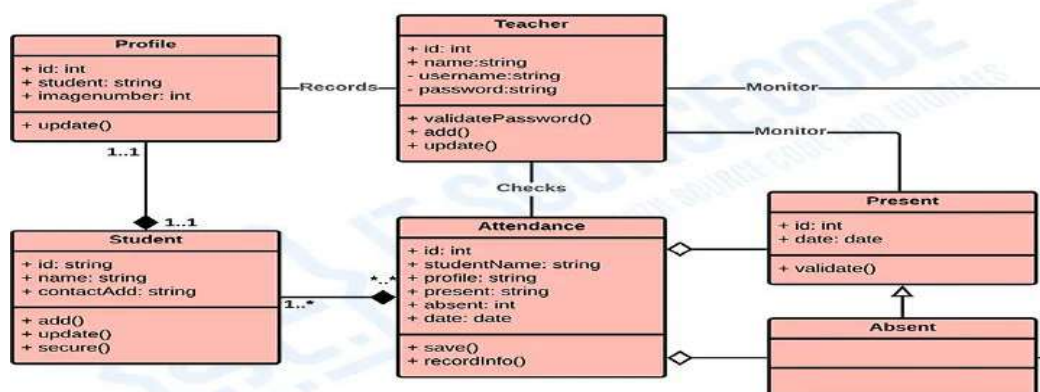 Profile
+ id: int
+ student: string
+ imagenumber: int
+ update()
Records
Teacher
+ id: int
+ name:string
- username:string
- password:string
+ validatePassword()
+ add()
+ update()
Monitor
Monitor
1..1
1..1
Checks
Student
+ id: string
+ name: string
+ contactAdd: string
+ add()
+ update()
+ secure()
1..*
*..*
Attendance
+ id: int
+ studentName: string
+ profile: string
+ present: string
+ absent: int
+ date: date
+ save()
+ recordInfo()
Present
+ id: int
+ date: date
+ validate()
Absent
SOURCECODE